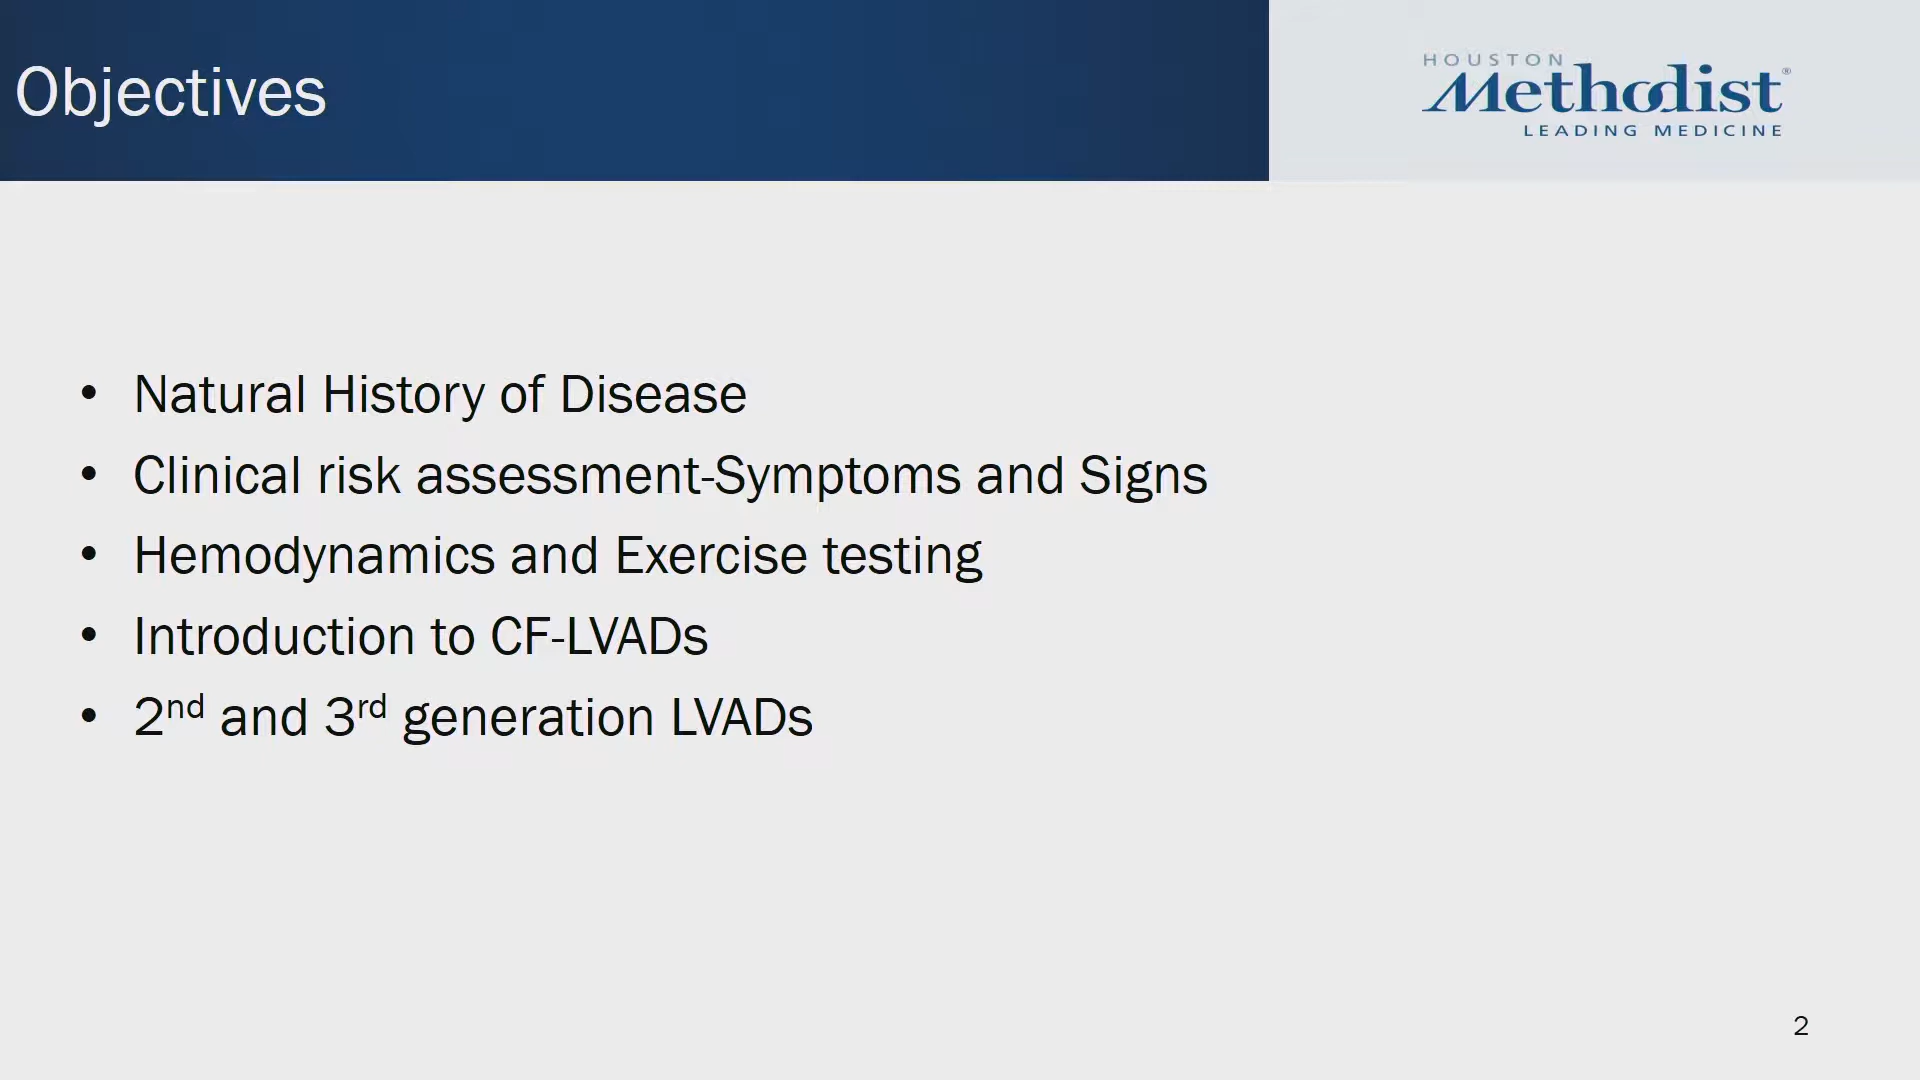 Objectives
HOUSTON
Methodist®
LEADING MEDICINE
• Natural History of Disease
• Clinical risk assessment-Symptoms and Signs
• Hemodynamics and Exercise testing
• Introduction to CF-LVADs
• 2nd and 3rd generation LVADs
2